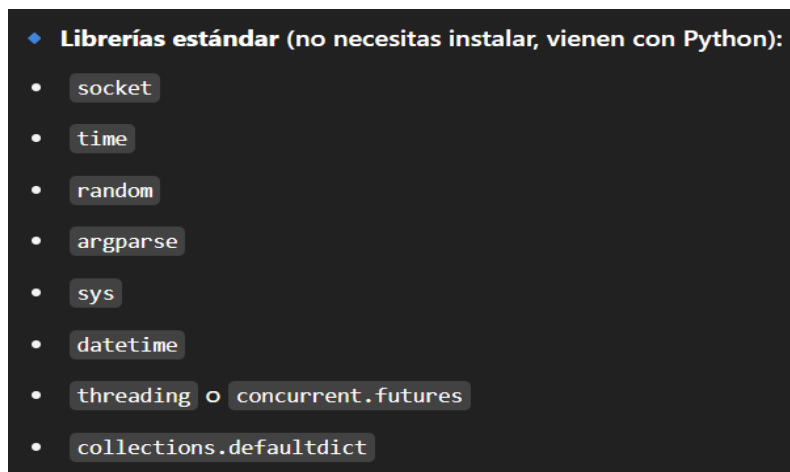 Librerías estándar (no necesitas instalar, vienen con Python):
socket
time
random
argparse
sys
datetime
threading o concurrent.futures
collections.defaultdict